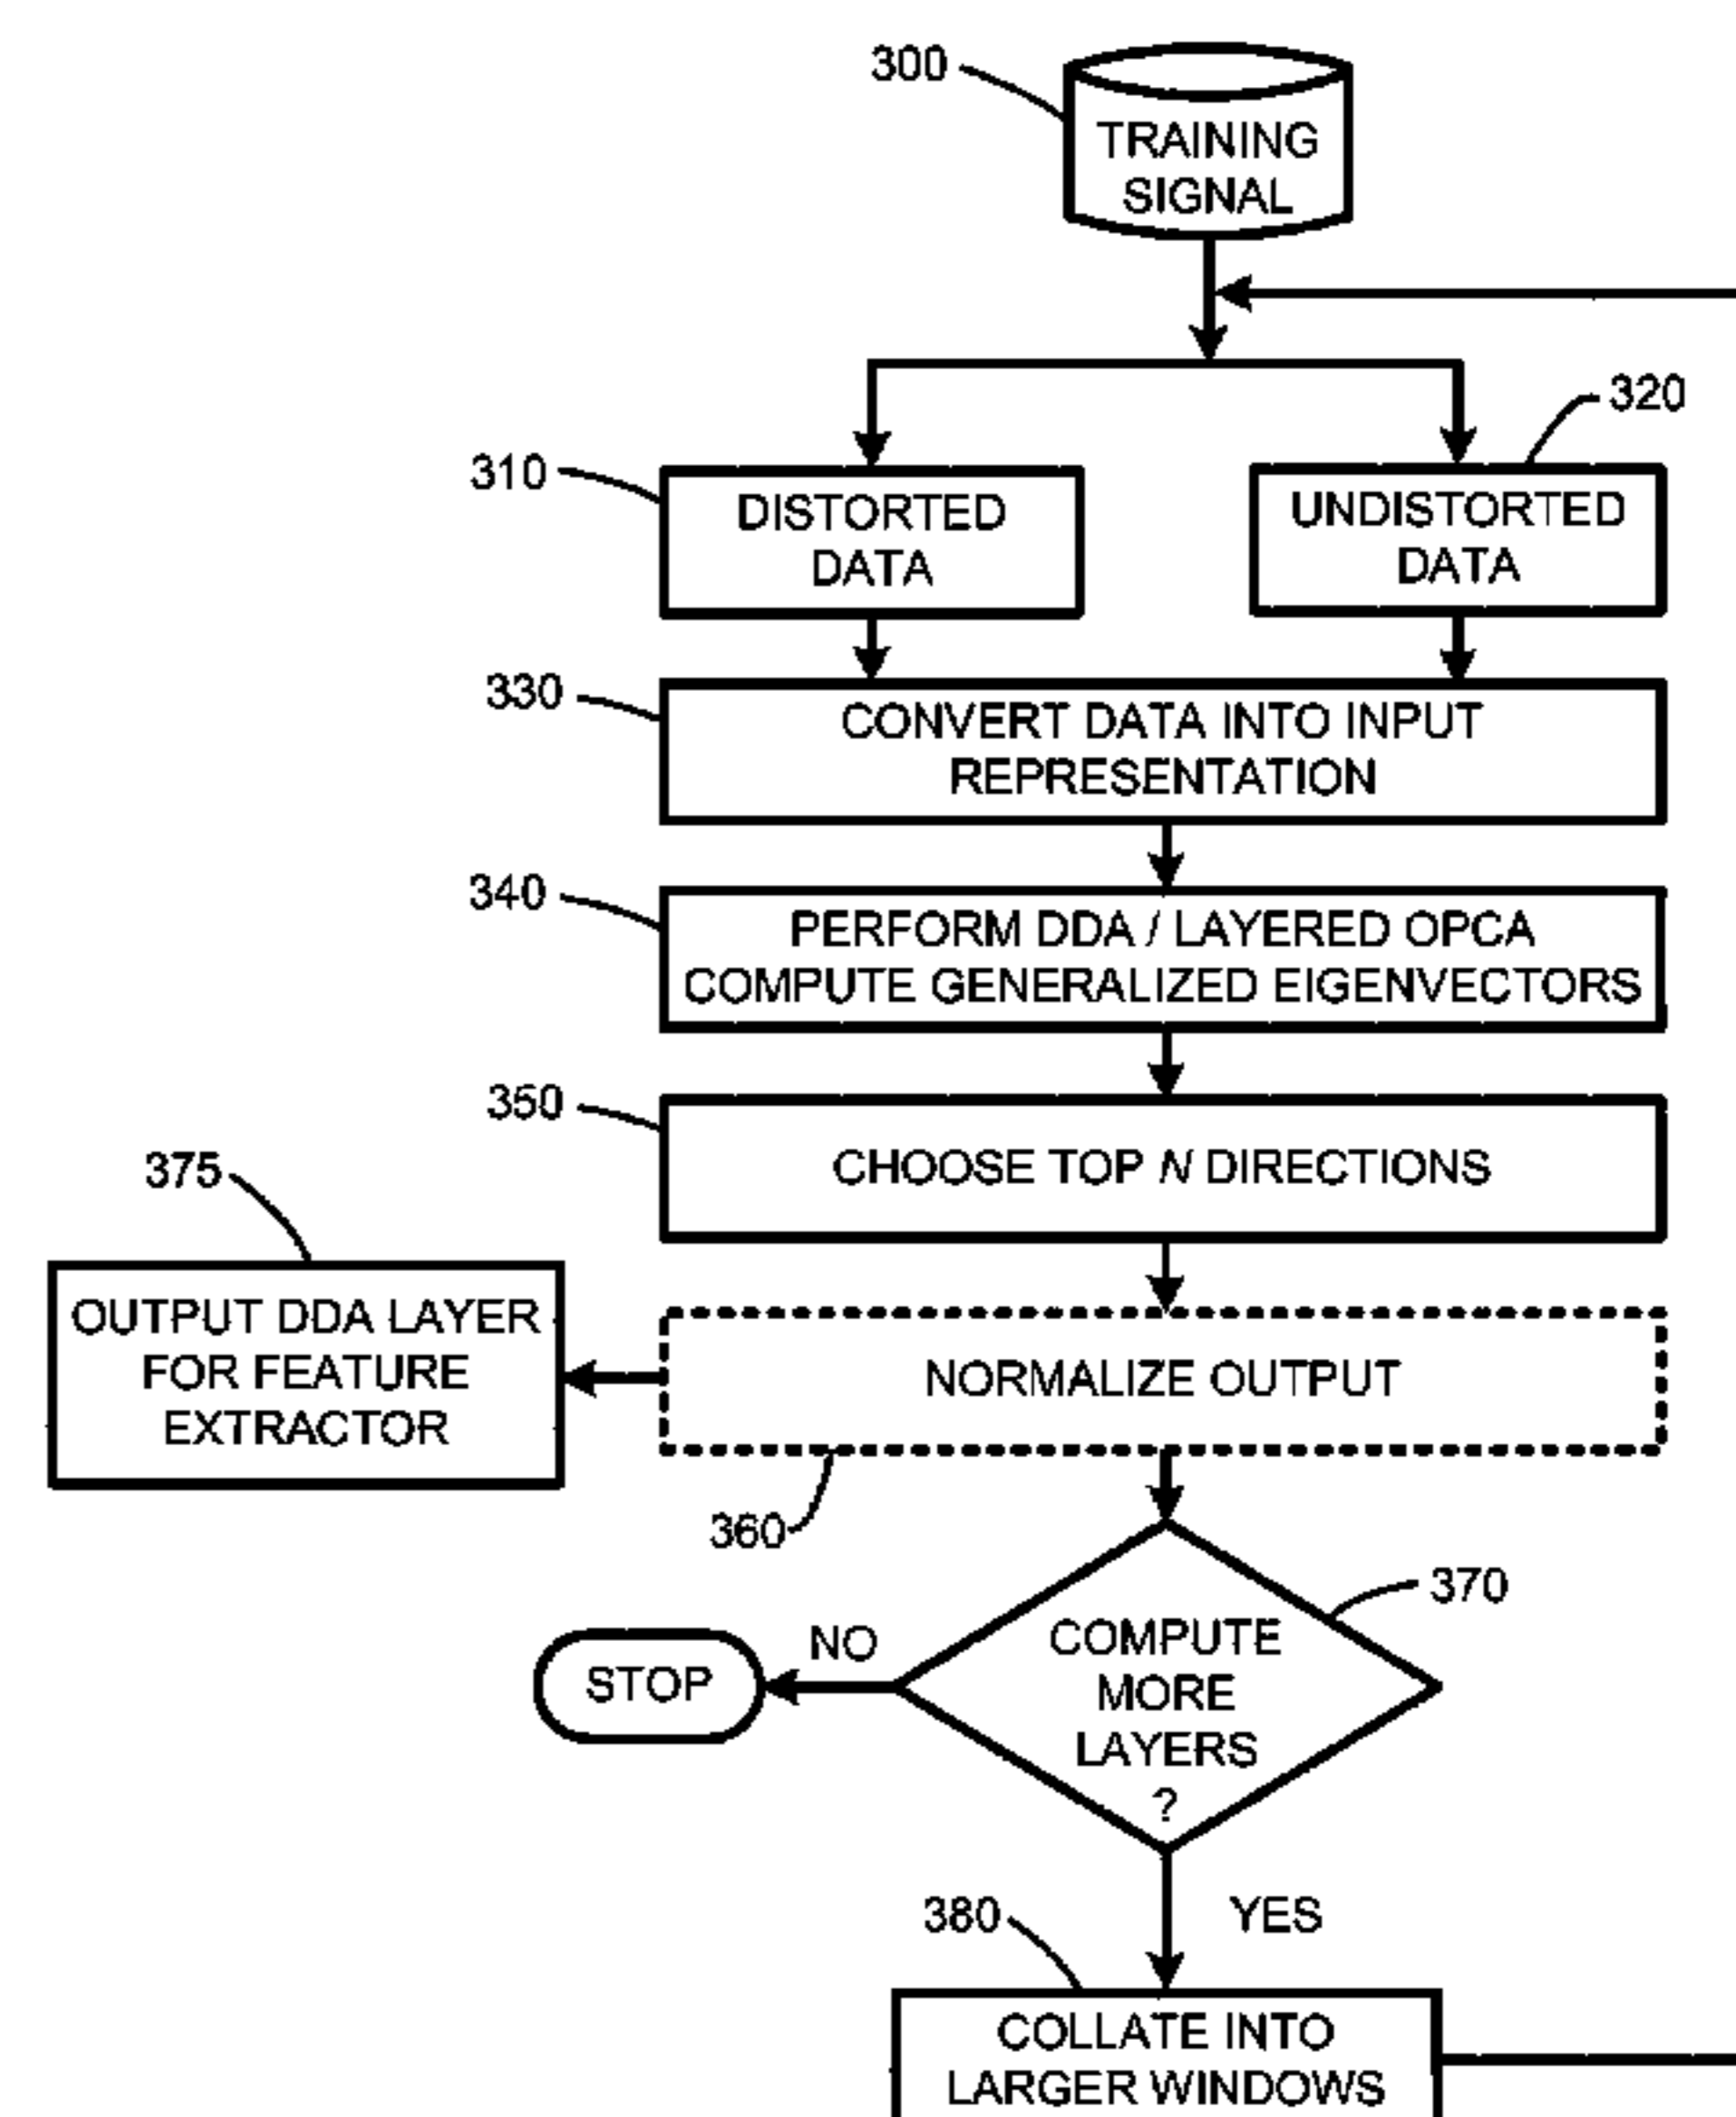 300
TRAINING
SIGNAL
320
310
DISTORTED
DATA
UNDISTORTED
DATA
330
CONVERT DATA INTO INPUT
REPRESENTATION
340
PERFORM DDA / LAYERED OPCA
COMPUTE GENERALIZED EIGENVECTORS
350
CHOOSE TOP N DIRECTIONS
375
OUTPUT DDA LAYER
FOR FEATURE
EXTRACTOR
NORMALIZE OUTPUT
360
370
COMPUTE
MORE
LAYERS
?
NO
STOP
YES
380
COLLATE INTO
LARGER WINDOWS